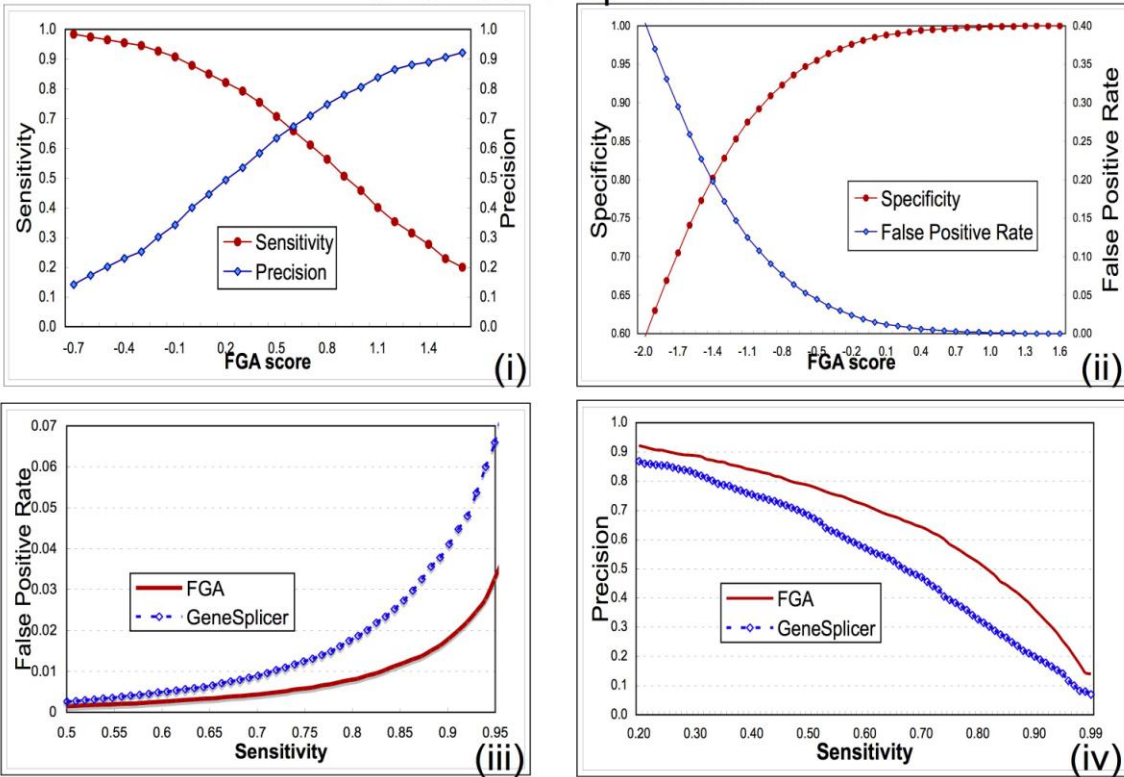 1.0 0.9 0.8 0.7 0.6 0.5 0.4 0.3 0.2 0.1 0.0
Sensitivity
1.0 0.9 0.8 0.7 0.6 0.5 0.4 0.3 0.2 0.1 0.0
Precision
Sensitivity
Precision
-0.7 -0.4 -0.1 0.2 0.5 0.8 1.1 1.4
FGA score
(i)
1.00 0.95 0.90 0.85 0.80 0.75 0.70 0.65 0.60
Specificity
0.40 0.30 0.20 0.10 0.00
False Positive Rate
Specificity
False Positive Rate
-2.0 -1.7 -1.4 -1.1 -0.8 -0.5 -0.2 0.1 0.4 0.7 1.0 1.3 1.6
FGA score
(ii)
0.07 0.06 0.05 0.04 0.03 0.02 0.01 0
False Positive Rate
FGA
GeneSplicer
0.5 0.55 0.6 0.65 0.7 0.75 0.8 0.85 0.9 0.95
Sensitivity
(iii)
1.0 0.9 0.8 0.7 0.6 0.5 0.4 0.3 0.2 0.1 0.0
Precision
FGA
GeneSplicer
0.20 0.30 0.40 0.50 0.60 0.70 0.80 0.90 0.99
Sensitivity
(iv)